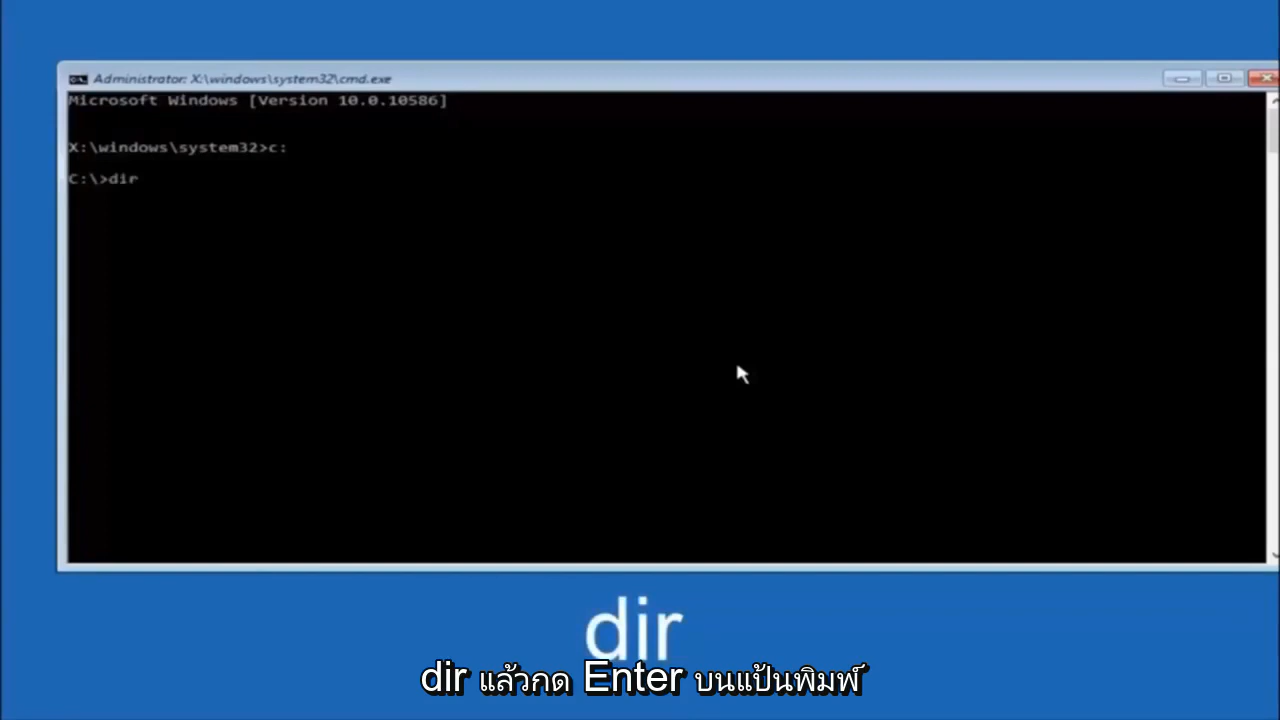 Administrator: X:\windows\system32\cmd.exe
Microsoft Windows [Version 10.0.10586]
X:\windows\system32>c:
C:\>dir
dir
dir แล้วกด Enter บนแป้นพิมพ์